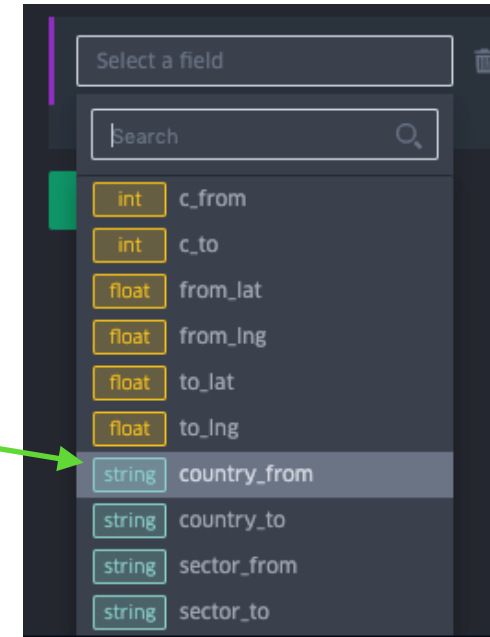 Select a field
Search
int c_from
int c_to
float from_lat
float from_lng
float to_lat
float to_lng
string country_from
string country_to
string sector_from
string sector_to